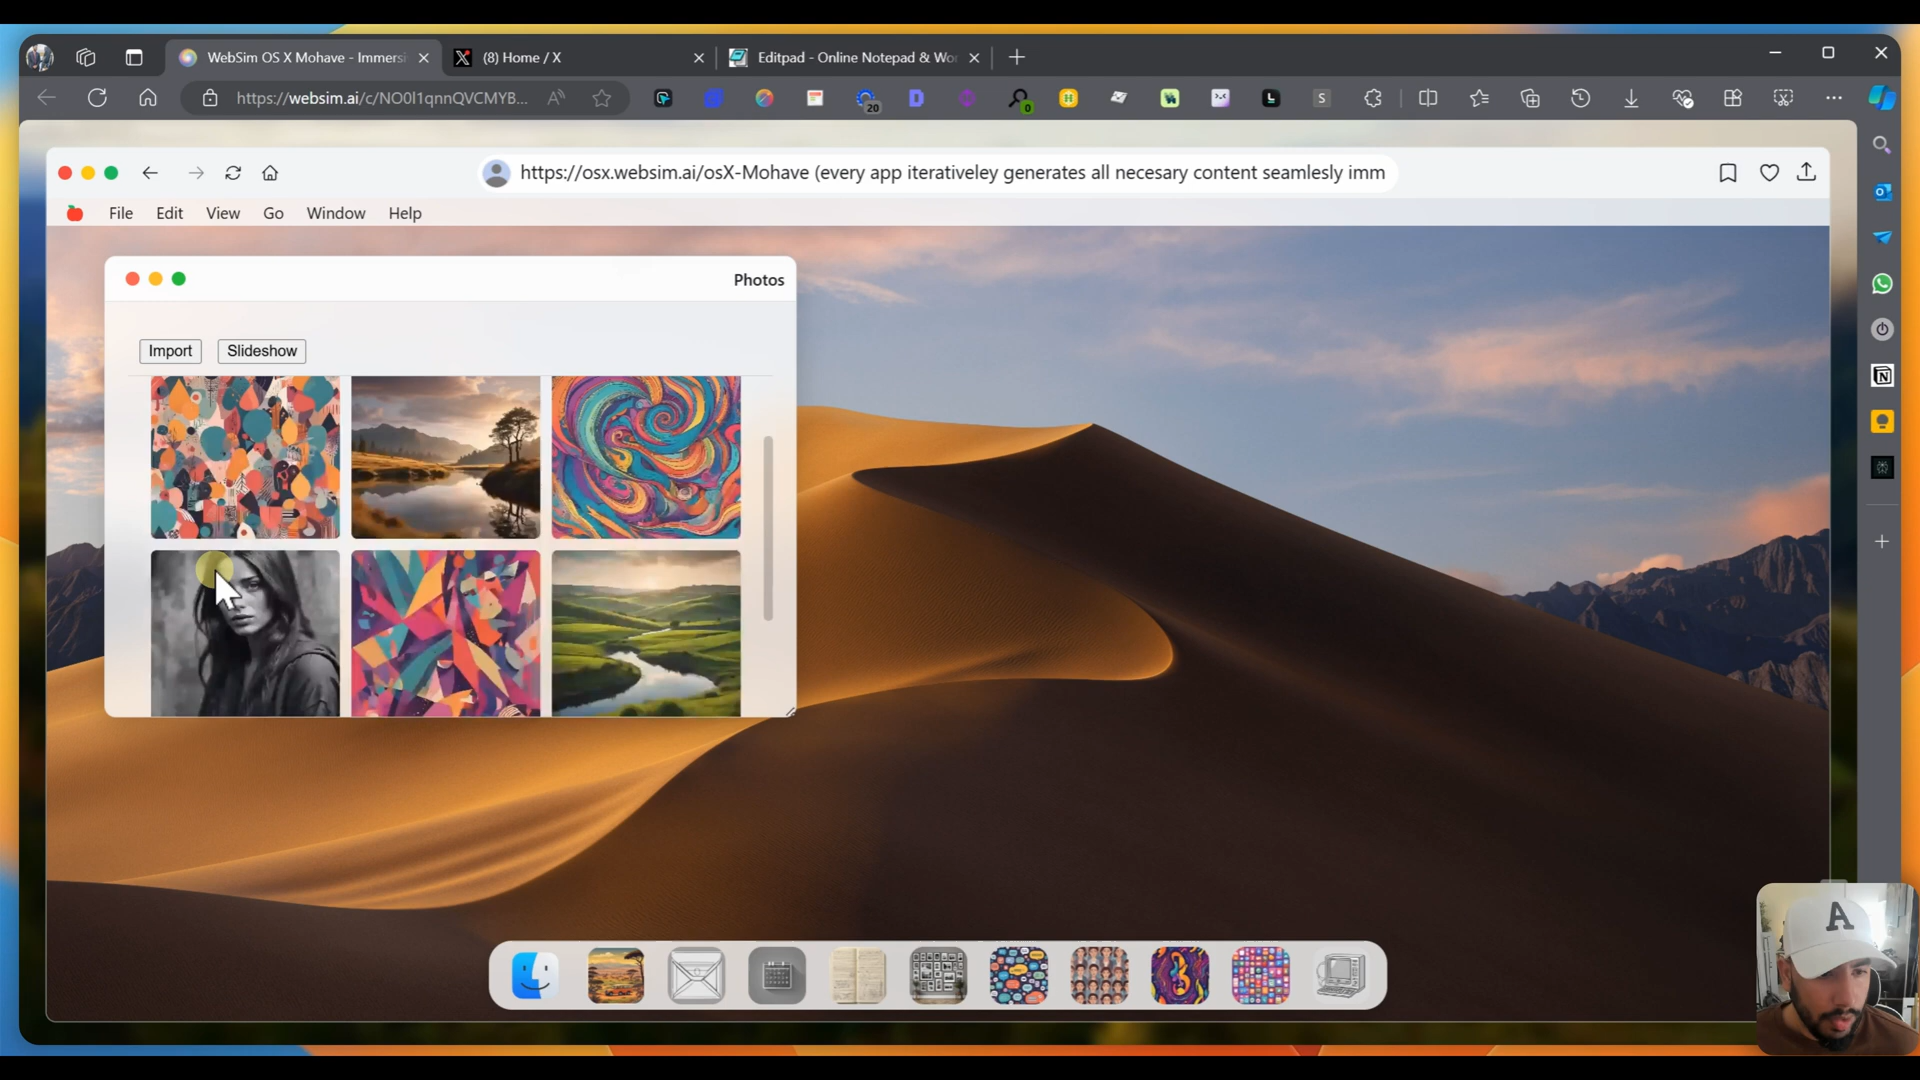 WebSim OS X Mohave - Immersi
(8) Home / X
Editpad - Online Notepad & Wo
https://websim.ai/c/NO0l1qnnQVCMYB...
20
0
https://osx.websim.ai/osX-Mohave (every app iterativeley generates all necesary content seamlesly imm
File Edit View Go Window Help
Photos
Import Slideshow
A